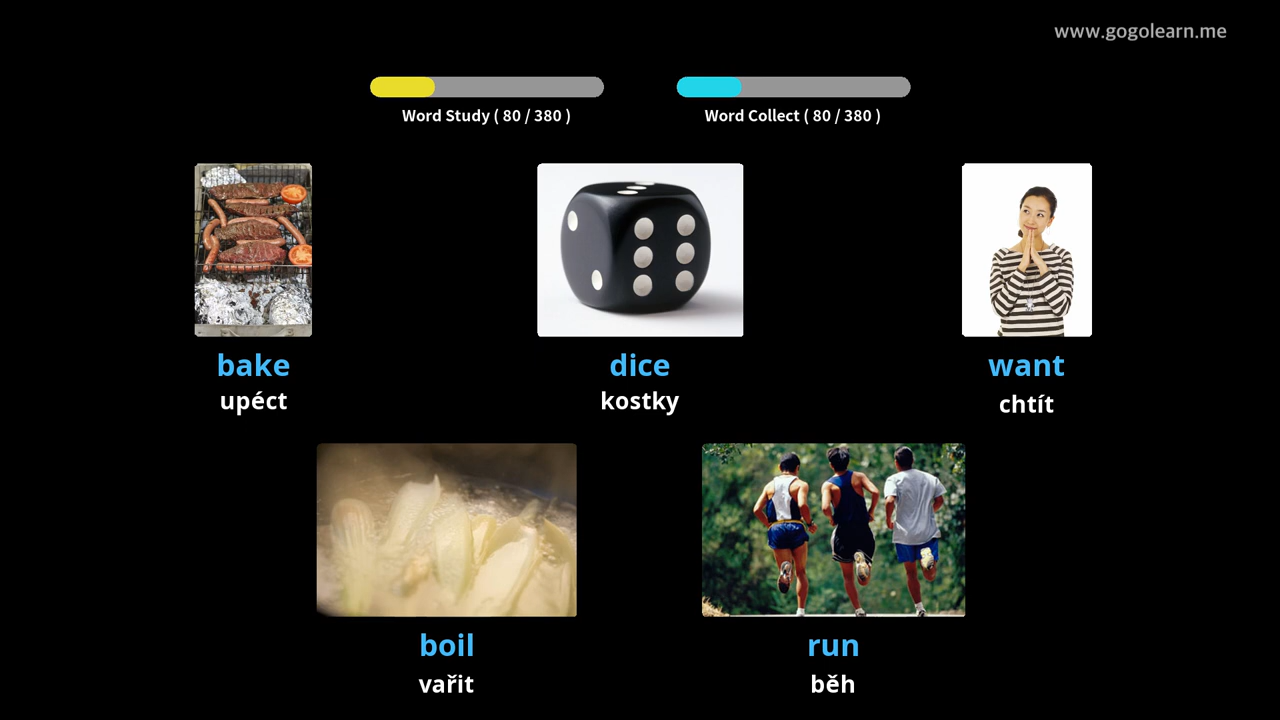 www.gogolearn.me
Word Study ( 80 / 380 )
Word Collect ( 80 / 380 )
bake
upéct
dice
kostky
want
chtít
boil
vařit
run
běh